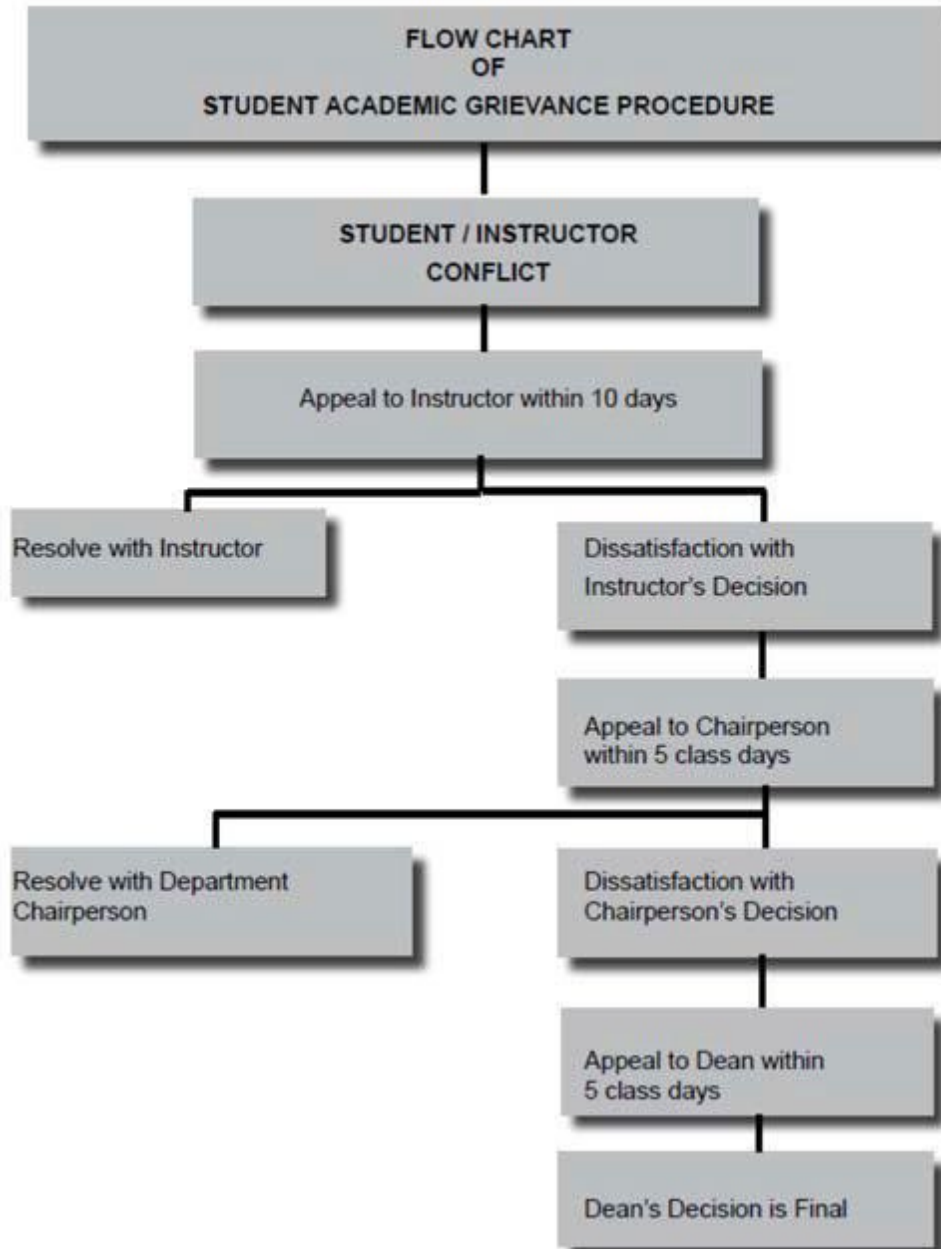 FLOW CHART
OF
STUDENT ACADEMIC GRIEVANCE PROCEDURE
STUDENT / INSTRUCTOR
CONFLICT
Appeal to Instructor within 10 days
Resolve with Instructor
Dissatisfaction with
Instructor's Decision
Appeal to Chairperson
within 5 class days
Resolve with Department
Chairperson
Dissatisfaction with
Chairperson's Decision
Appeal to Dean within
5 class days
Dean's Decision is Final